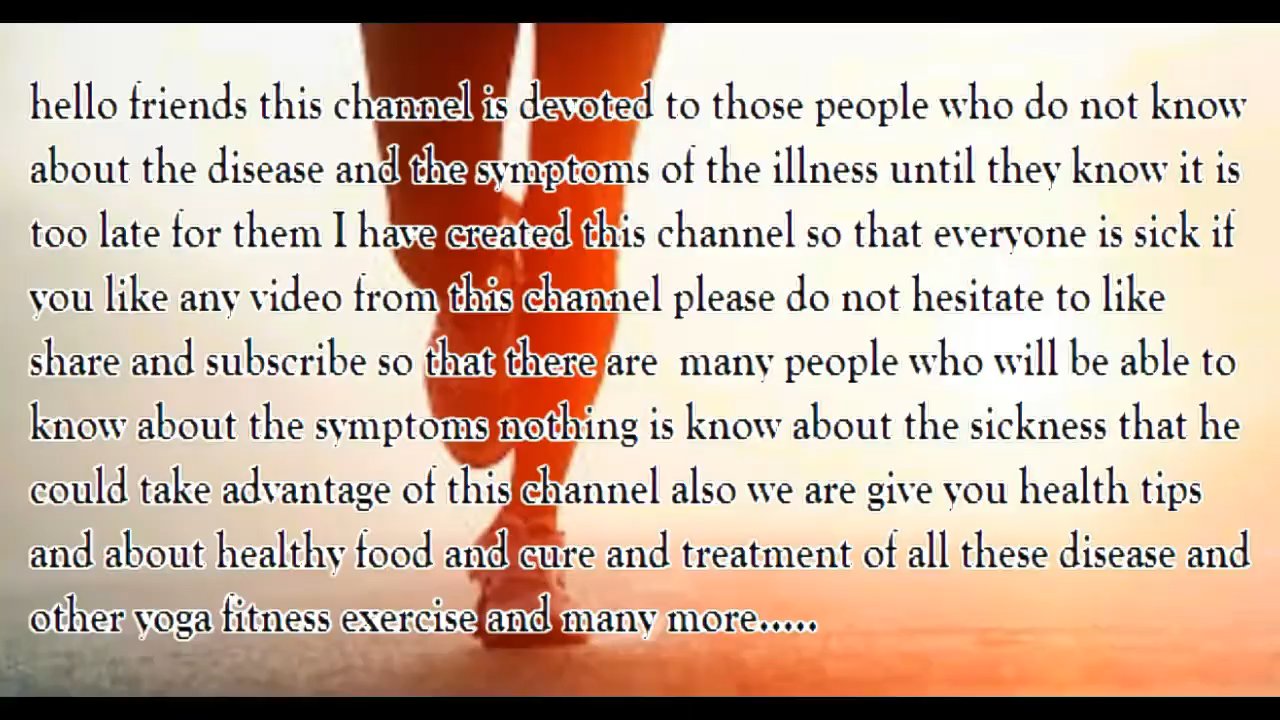 hello friends this channel is devoted to those people who do not know
about the disease and the symptoms of the illness until they know it is
too late for them I have created this channel so that everyone is sick if
you like any video from this channel please do not hesitate to like
share and subscribe so that there are  many people who will be able to
know about the symptoms nothing is know about the sickness that he
could take advantage of this channel also we are give you health tips
and about healthy food and cure and treatment of all these disease and
other yoga fitness exercise and many more.....